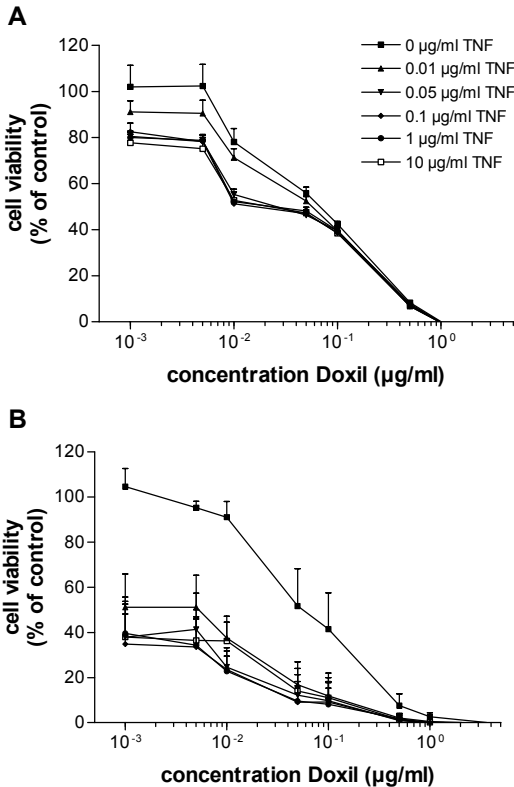 A
120
100
80
60
40
20
0
cell viability
(% of control)
0 µg/ml TNF
0.01 µg/ml TNF
0.05 µg/ml TNF
0.1 µg/ml TNF
1 µg/ml TNF
10 µg/ml TNF
10⁻³ 10⁻² 10⁻¹ 10⁰
concentration Doxil (µg/ml)
B
120
100
80
60
40
20
0
cell viability
(% of control)
10⁻³ 10⁻² 10⁻¹ 10⁰
concentration Doxil (µg/ml)